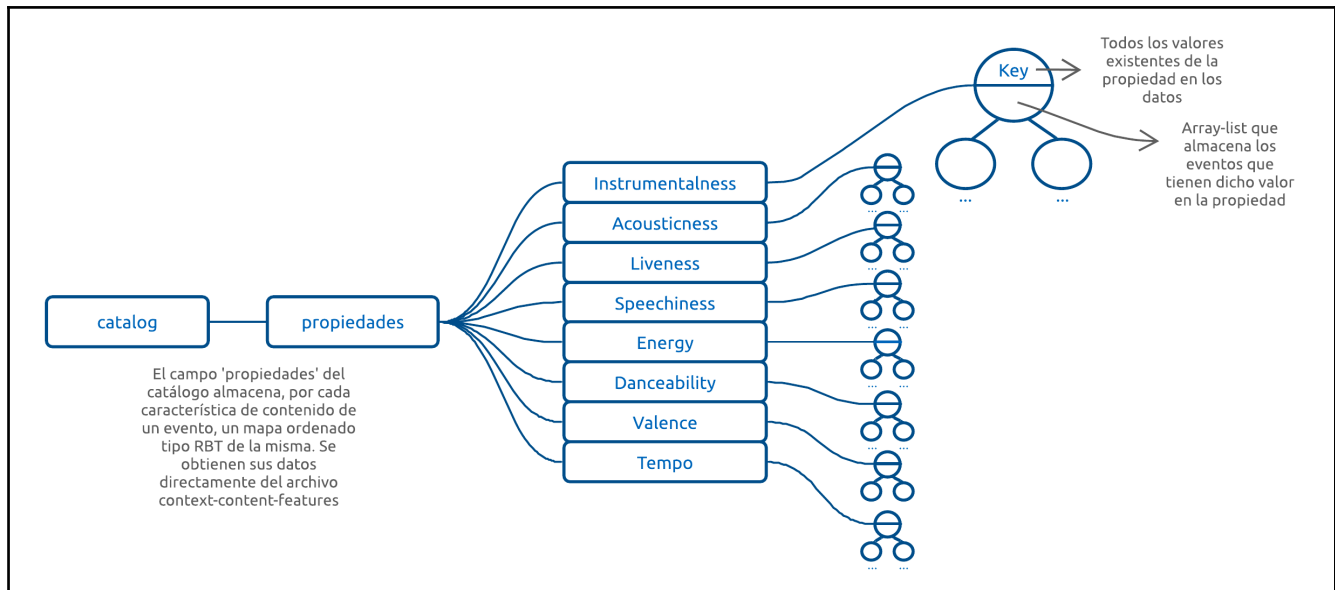 Todos los valores
existentes de la
propiedad en los
datos
Key
Array-list que
almacena los
eventos que
tienen dicho valor
en la propiedad
...
...
Instrumentalness
Acousticness
Liveness
Speechiness
Energy
Danceability
Valence
Tempo
... ...
... ...
... ...
... ...
... ...
... ...
... ...
catalog
propiedades
El campo 'propiedades' del
catálogo almacena, por cada
característica de contenido de
un evento, un mapa ordenado
tipo RBT de la misma. Se
obtienen sus datos
directamente del archivo
context-content-features